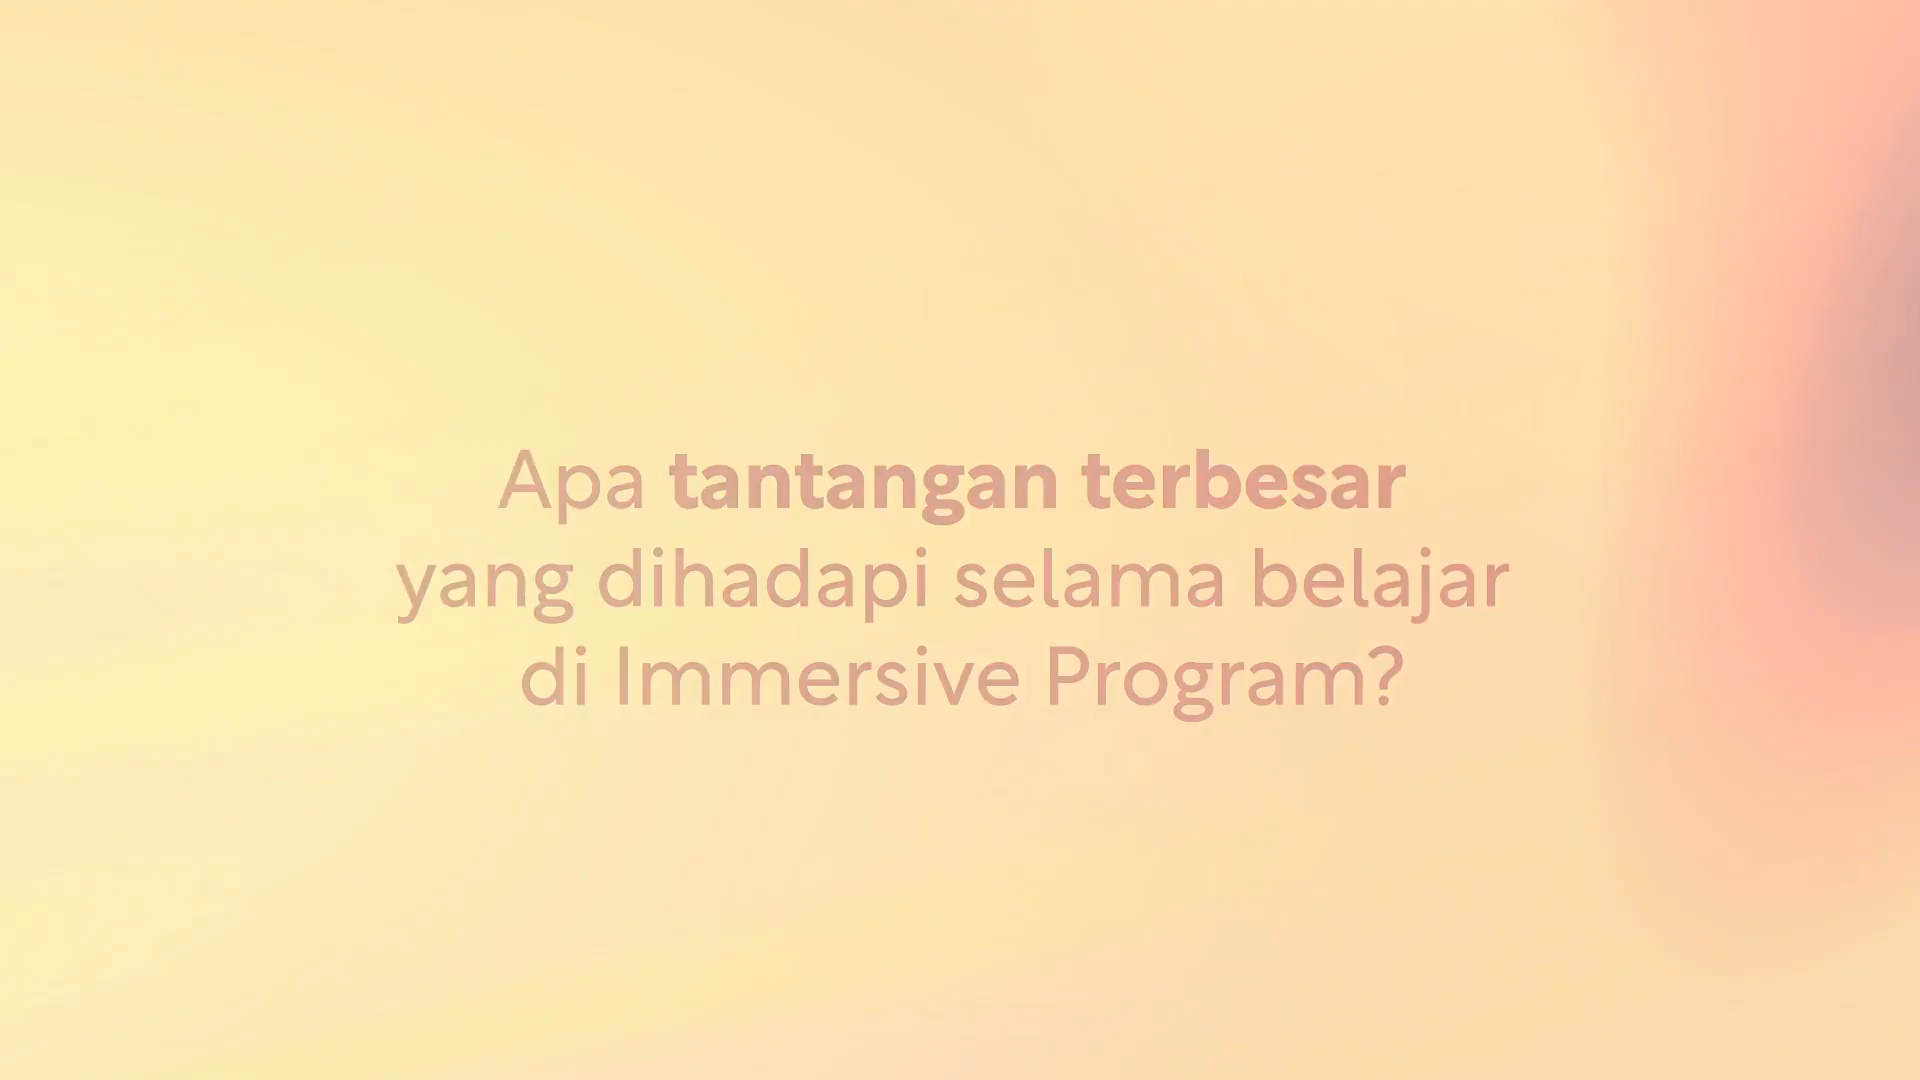 Apa tantangan terbesar
yang dihadapi selama belajar
di Immersive Program?